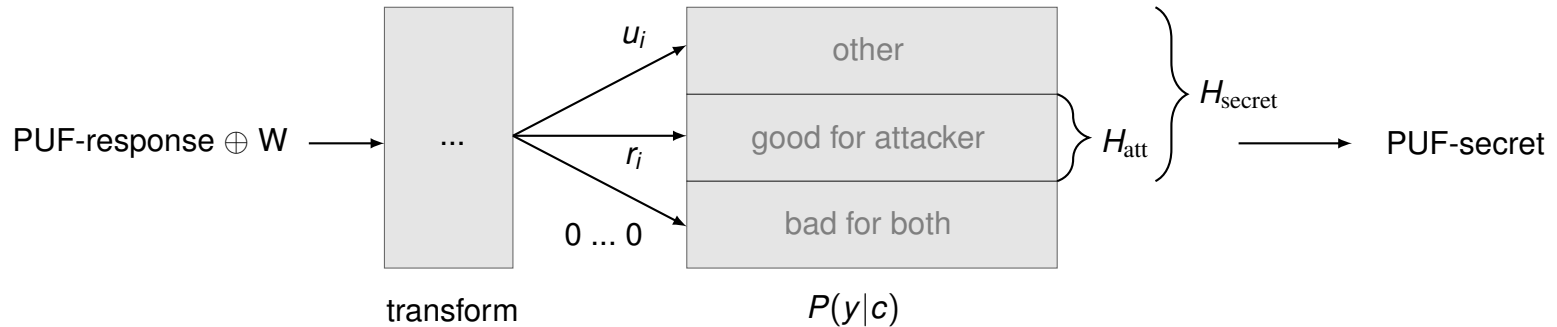 PUF-response ⊕ W
...
transform
u_i
r_i
0 ... 0
other
good for attacker
bad for both
P(y|c)
H_att
H_secret
PUF-secret